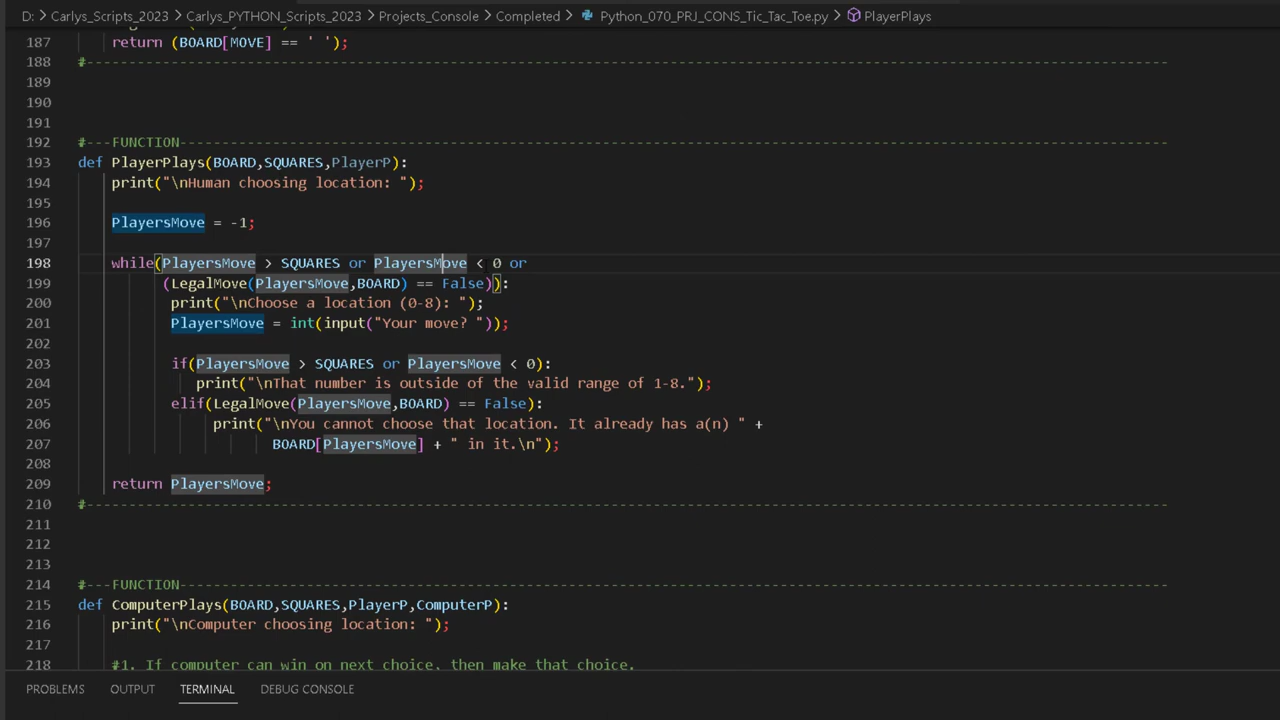 D: > Carlys_Scripts_2023 > Carlys_PYTHON_Scripts_2023 > Projects_Console > Completed > Python_070_PRJ_CONS_Tic_Tac_Toe.py > PlayerPlays
187 return (BOARD[MOVE] == ' ');
188 #---------------------------------------------------------------------------------------------------------------------------------
189
190
191
192 #---FUNCTION---------------------------------------------------------------------------------------------------------------------
193 def PlayerPlays(BOARD,SQUARES,PlayerP):
194 print("\nHuman choosing location: ");
195
196 PlayersMove = -1;
197
198 while(PlayersMove > SQUARES or PlayersMove < 0 or
199 (LegalMove(PlayersMove,BOARD) == False)):
200 print("\nChoose a location (0-8): ");
201 PlayersMove = int(input("Your move? "));
202
203 if(PlayersMove > SQUARES or PlayersMove < 0):
204 print("\nThat number is outside of the valid range of 1-8.");
205 elif(LegalMove(PlayersMove,BOARD) == False):
206 print("\nYou cannot choose that location. It already has a(n) " +
207 BOARD[PlayersMove] + " in it.\n");
208
209 return PlayersMove;
210 #---------------------------------------------------------------------------------------------------------------------------------
211
212
213
214 #---FUNCTION---------------------------------------------------------------------------------------------------------------------
215 def ComputerPlays(BOARD,SQUARES,PlayerP,ComputerP):
216 print("\nComputer choosing location: ");
217
218 #1. If computer can win on next choice, then make that choice.
PROBLEMS OUTPUT TERMINAL DEBUG CONSOLE